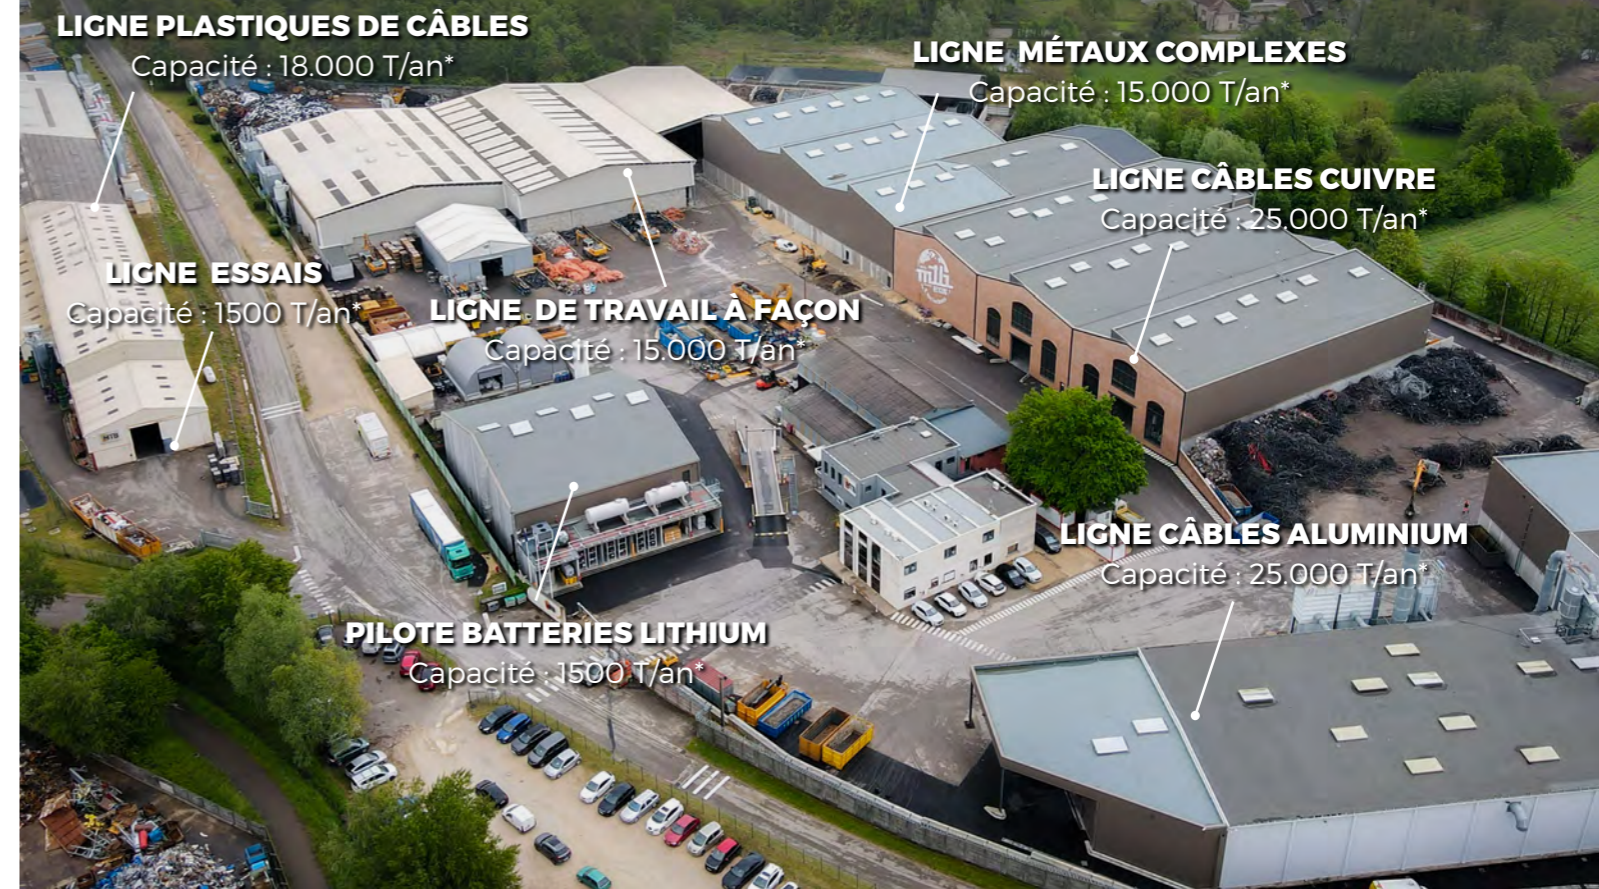 LIGNE PLASTIQUES DE CÂBLES
Capacité : 18.000 T/an*
LIGNE MÉTAUX COMPLEXES
Capacité : 15.000 T/an*
LIGNE CÂBLES CUIVRE
Capacité : 25.000 T/an*
LIGNE ESSAIS
Capacité : 1500 T/an*
LIGNE DE TRAVAIL À FAÇON
Capacité : 15.000 T/an*
LIGNE CÂBLES ALUMINIUM
Capacité : 25.000 T/an*
PILOTE BATTERIES LITHIUM
Capacité : 1500 T/an*
mtb
MTB